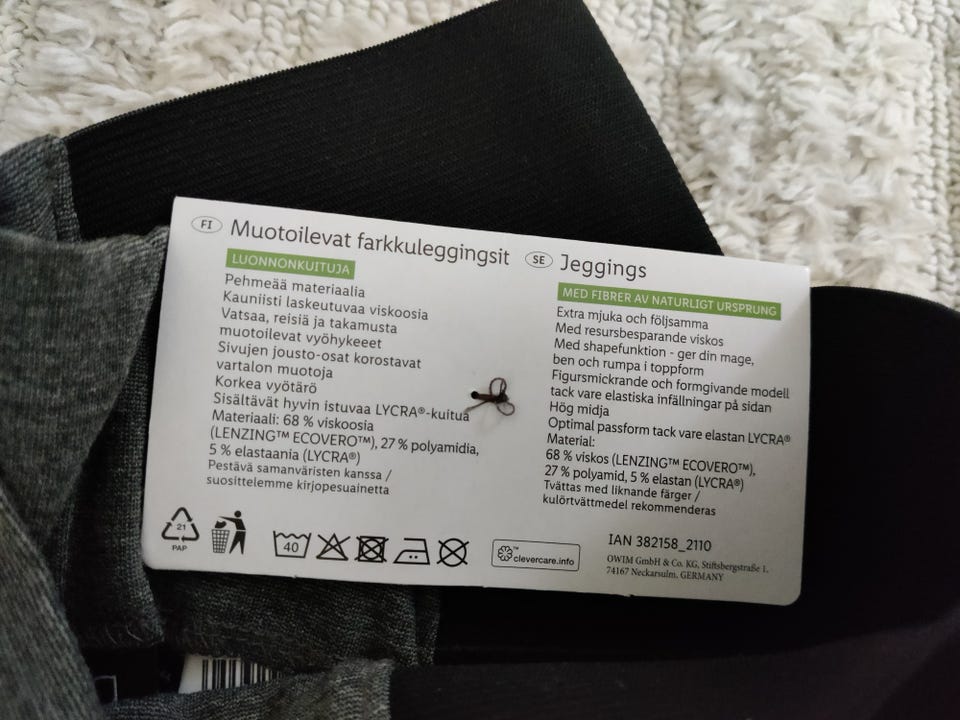 FI Muotoilevat farkkuleggingsit
LUONNONKUITUJA
Pehmeää materiaalia
Kauniisti laskeutuvaa viskoosia
Vatsaa, reisiä ja takamusta
muotoilevat vyöhykeeet
Sivujen jousto-osat korostavat
vartalon muotoja
Korkea vyötärö
Sisältävät hyvin istuvaa LYCRA®-kuitua
Materiaali: 68 % viskoosia
(LENZING™ ECOVERO™), 27 % polyamidia,
5 % elastaania (LYCRA®)
Pestävä samanväristen kanssa /
suosittelemme kirjopesuainetta
SE Jeggings
MED FIBRER AV NATURLIGT URSPRUNG
Extra mjuka och följsamma
Med resursbesparande viskos
Med shapefunktion - ger din mage,
ben och rumpa i toppform
Figursmickrande och formgivande modell
tack vare elastiska infällningar på sidan
Hög midja
Optimal passform tack vare elastan LYCRA®
Material:
68 % viskos (LENZING™ ECOVERO™),
27 % polyamid, 5 % elastan (LYCRA®)
Tvättas med liknande färger /
kulörtvättmedel rekommenderas
21
PAP
40
™
clevercare.info
IAN 382158_2110
OWIM GmbH & Co. KG, Stiftsbergstraße 1,
74167 Neckarsulm, GERMANY